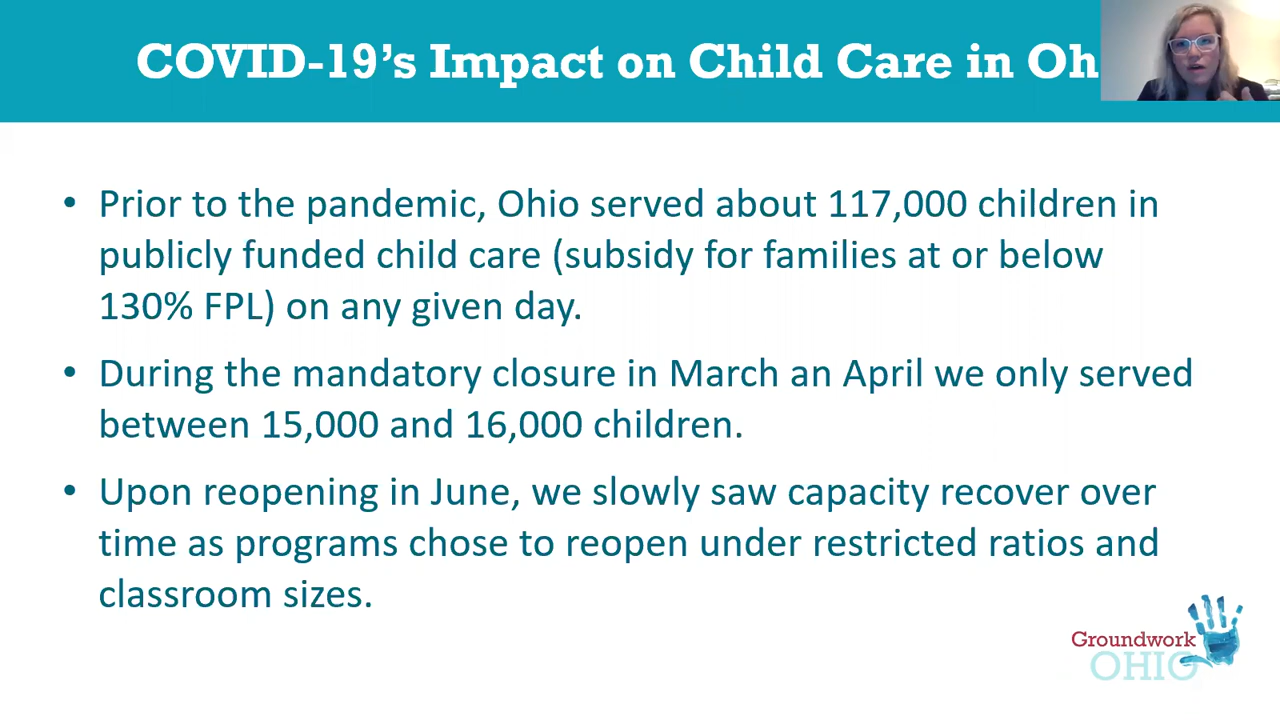 COVID-19’s Impact on Child Care in Oh
• Prior to the pandemic, Ohio served about 117,000 children in
publicly funded child care (subsidy for families at or below
130% FPL) on any given day.
• During the mandatory closure in March an April we only served
between 15,000 and 16,000 children.
• Upon reopening in June, we slowly saw capacity recover over
time as programs chose to reopen under restricted ratios and
classroom sizes.
Groundwork
OHIO